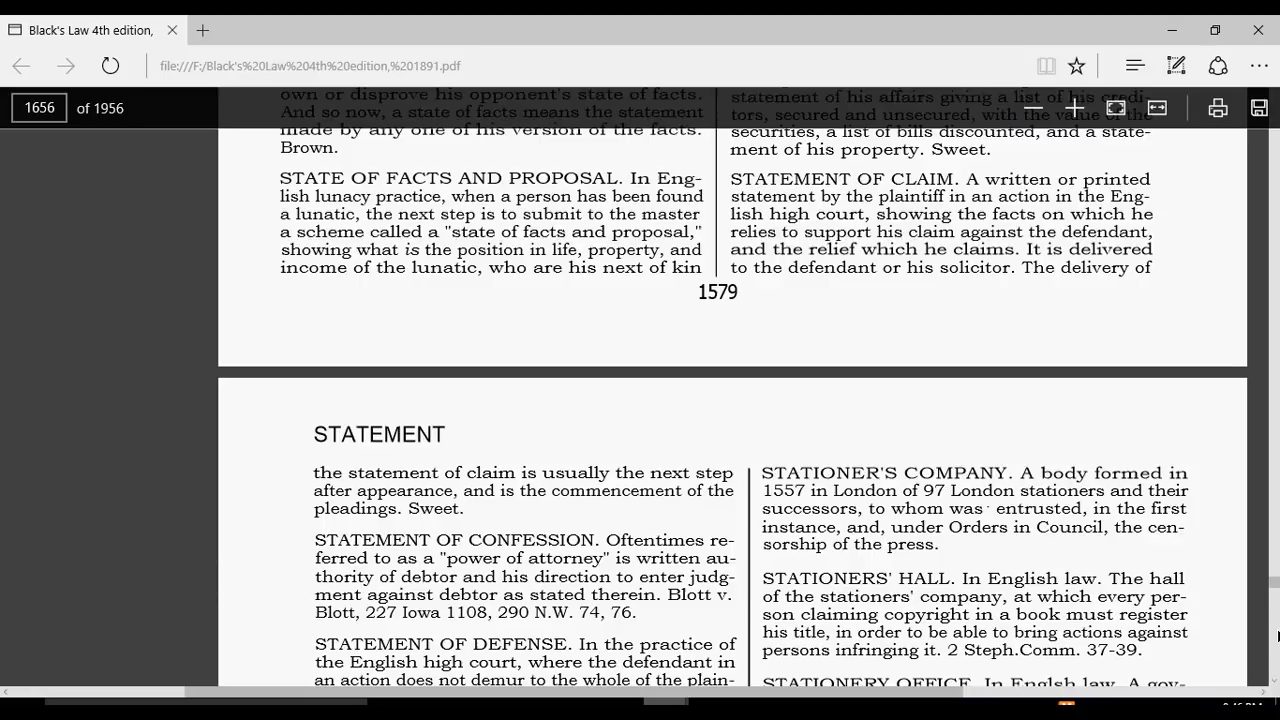 Black's Law 4th edition,
file:///F:/Black's%20Law%204th%20edition,%201891.pdf
1656 of 1956
own or disprove his opponent's state of facts.
And so now, a state of facts means the statement
made by any one of his version of the facts.
Brown.
STATE OF FACTS AND PROPOSAL. In Eng-
lish lunacy practice, when a person has been found
a lunatic, the next step is to submit to the master
a scheme called a "state of facts and proposal,"
showing what is the position in life, property, and
income of the lunatic, who are his next of kin
statement of his affairs giving a list of his credi-
tors, secured and unsecured, with the value of the
securities, a list of bills discounted, and a state-
ment of his property. Sweet.
STATEMENT OF CLAIM. A written or printed
statement by the plaintiff in an action in the Eng-
lish high court, showing the facts on which he
relies to support his claim against the defendant,
and the relief which he claims. It is delivered
to the defendant or his solicitor. The delivery of
1579
STATEMENT
the statement of claim is usually the next step
after appearance, and is the commencement of the
pleadings. Sweet.
STATEMENT OF CONFESSION. Oftentimes re-
ferred to as a "power of attorney" is written au-
thority of debtor and his direction to enter judg-
ment against debtor as stated therein. Blott v.
Blott, 227 Iowa 1108, 290 N.W. 74, 76.
STATEMENT OF DEFENSE. In the practice of
the English high court, where the defendant in
an action does not demur to the whole of the plain-
STATIONER'S COMPANY. A body formed in
1557 in London of 97 London stationers and their
successors, to whom was entrusted, in the first
instance, and, under Orders in Council, the cen-
sorship of the press.
STATIONERS' HALL. In English law. The hall
of the stationers' company, at which every per-
son claiming copyright in a book must register
his title, in order to be able to bring actions against
persons infringing it. 2 Steph.Comm. 37-39.
STATIONERY OFFICE. In Englsh law. A gov-